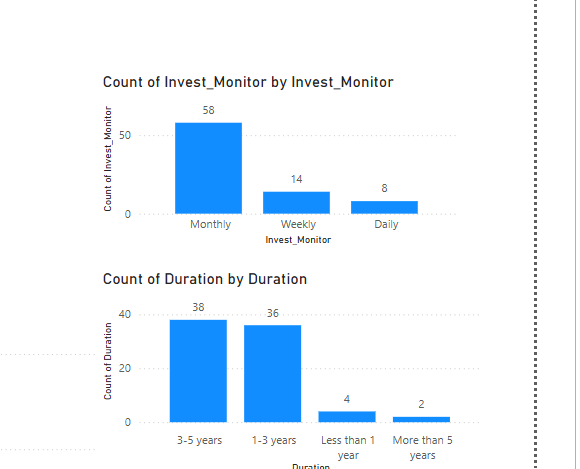 Count of Invest_Monitor by Invest_Monitor
58
50
14
8
0
Count of Invest_Monitor
Monthly Weekly Daily
Invest_Monitor
Count of Duration by Duration
40
38
36
20
4
2
0
Count of Duration
3-5 years 1-3 years Less than 1 More than 5
year years
Duration